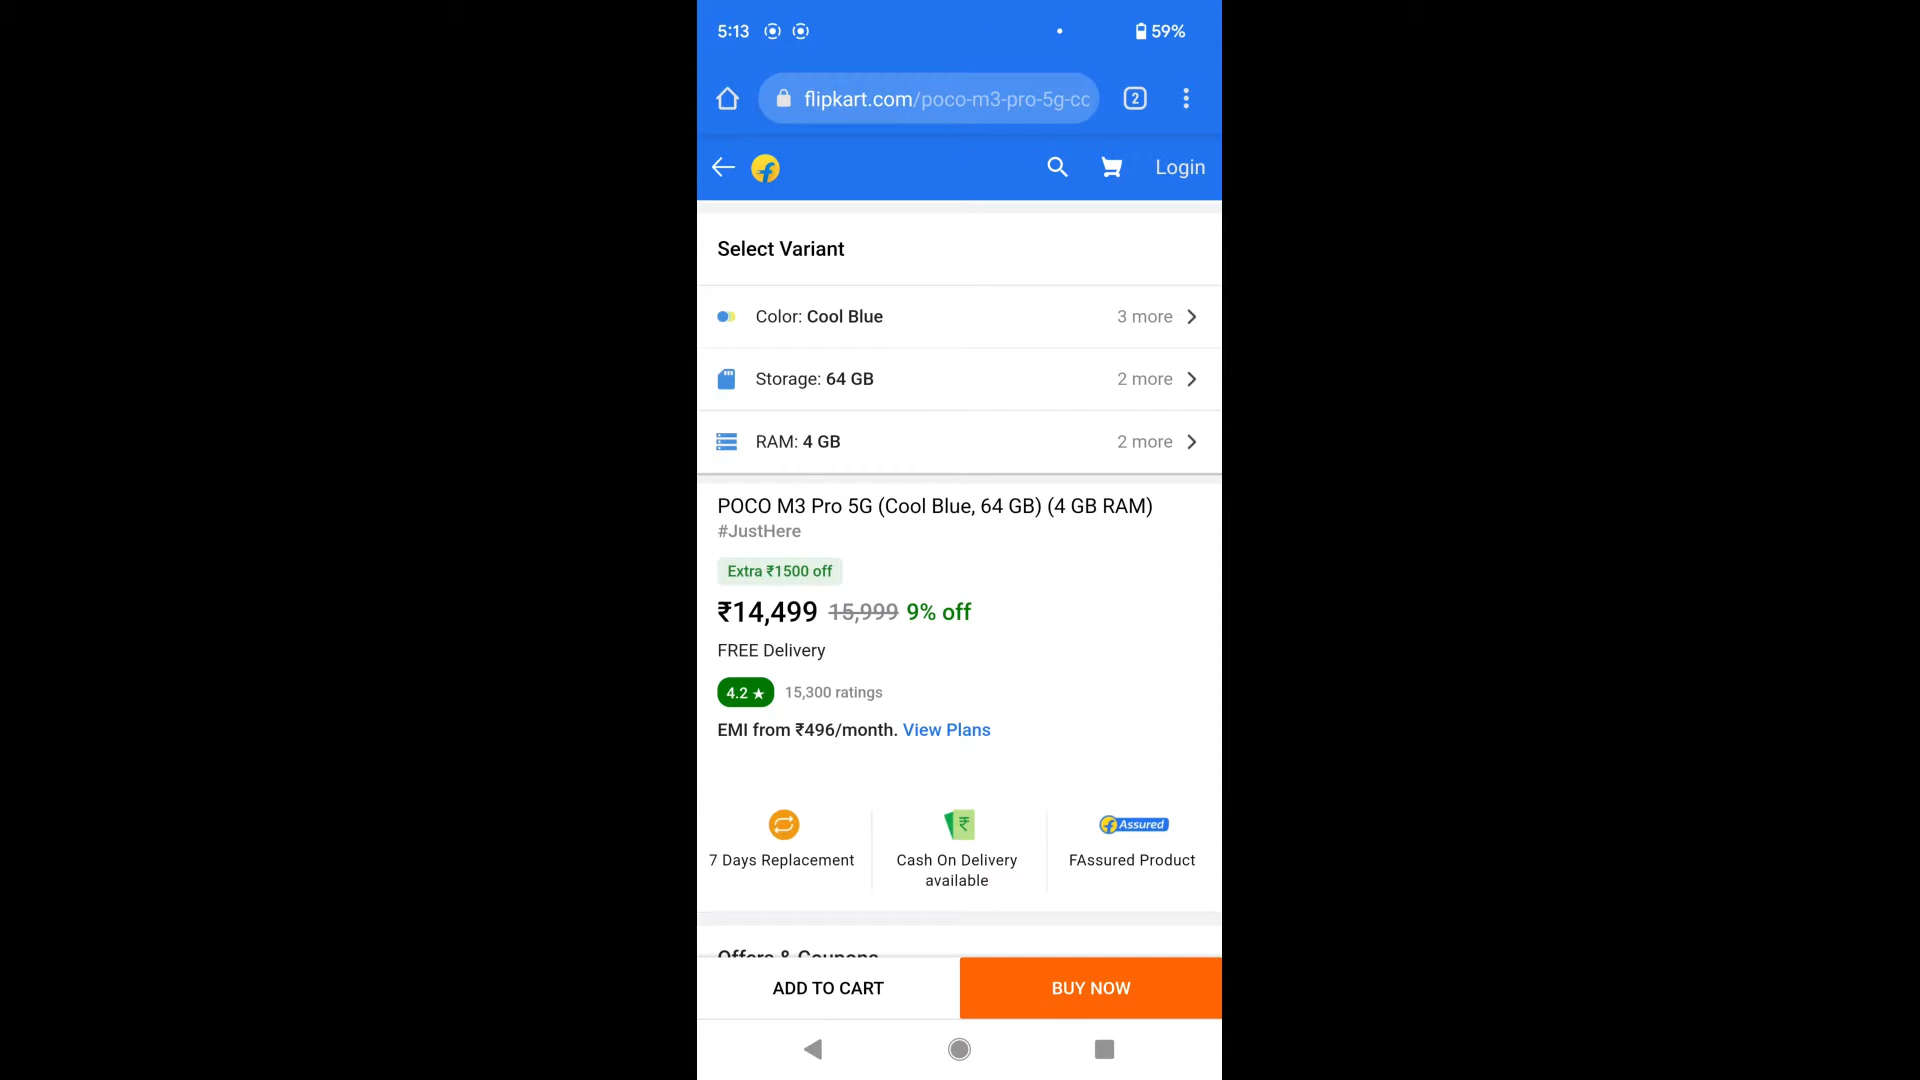 5:13
59%
flipkart.com/poco-m3-pro-5g-cc
2
Login
Select Variant
Color: Cool Blue
3 more
Storage: 64 GB
2 more
RAM: 4 GB
2 more
POCO M3 Pro 5G (Cool Blue, 64 GB) (4 GB RAM)
#JustHere
Extra ₹1500 off
₹14,499 15,999 9% off
FREE Delivery
4.2 ★ 15,300 ratings
EMI from ₹496/month. View Plans
₹
Assured
7 Days Replacement
Cash On Delivery
available
FAssured Product
Offers & Coupons
ADD TO CART
BUY NOW